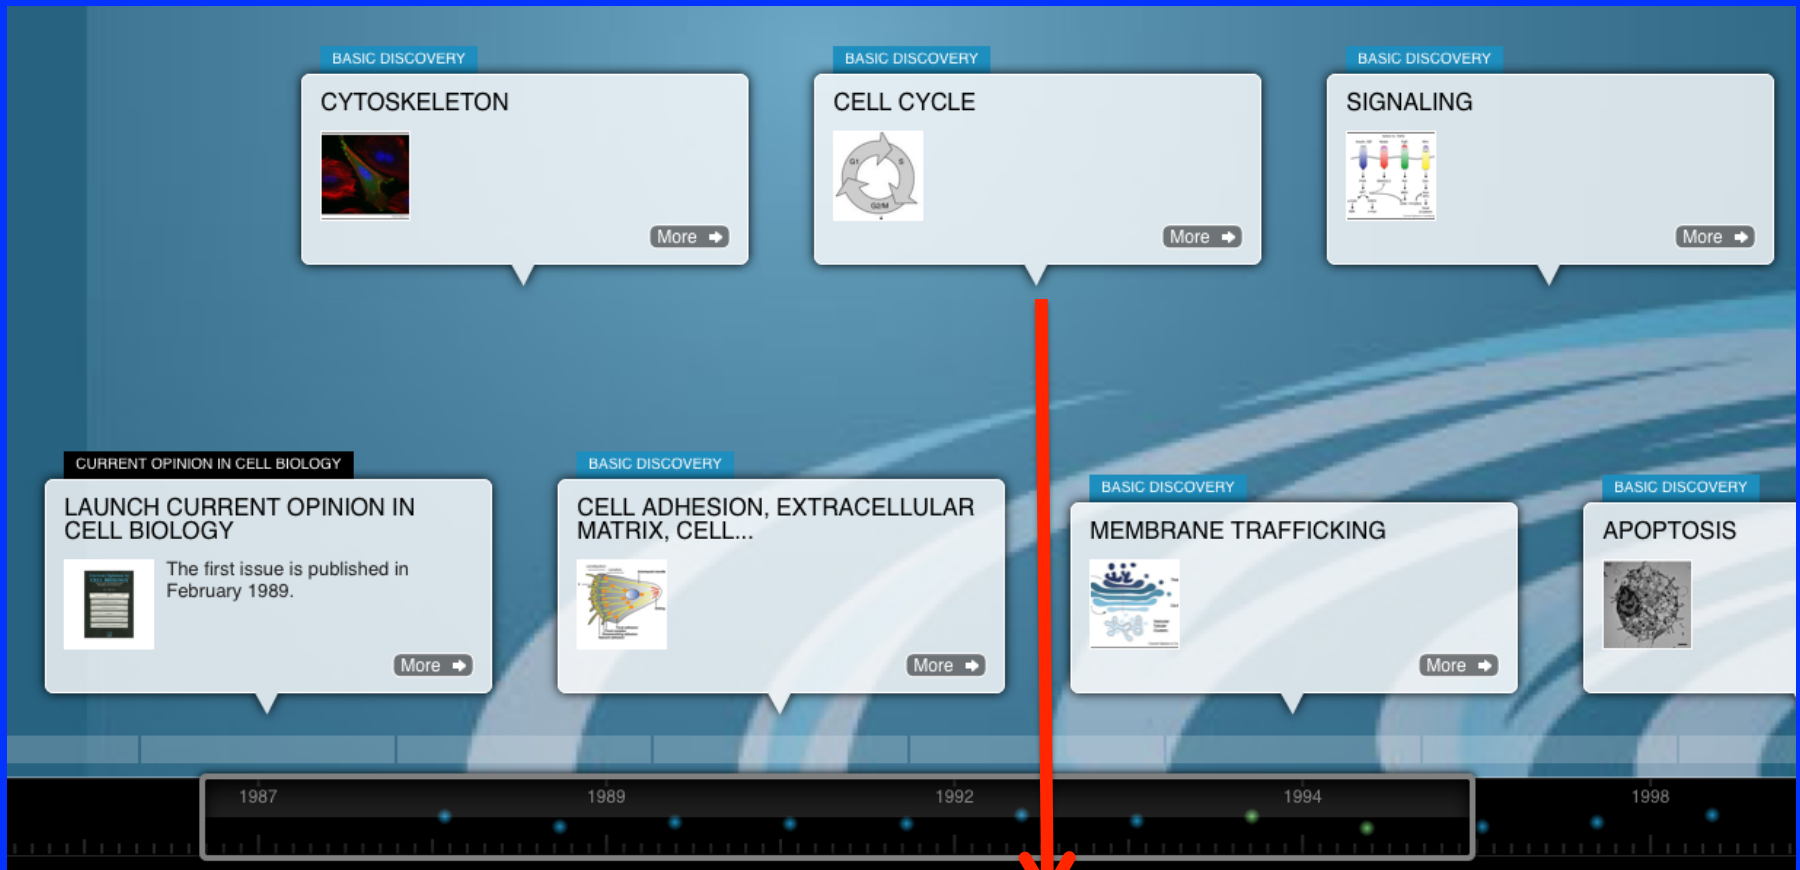 BASIC DISCOVERY
CYTOSKELETON
More
BASIC DISCOVERY
CELL CYCLE
G1
S
G2/M
More
BASIC DISCOVERY
SIGNALING
More
CURRENT OPINION IN CELL BIOLOGY
LAUNCH CURRENT OPINION IN
CELL BIOLOGY
The first issue is published in
February 1989.
More
BASIC DISCOVERY
CELL ADHESION, EXTRACELLULAR
MATRIX, CELL...
More
BASIC DISCOVERY
MEMBRANE TRAFFICKING
More
BASIC DISCOVERY
APOPTOSIS
1987
1989
1992
1994
1998